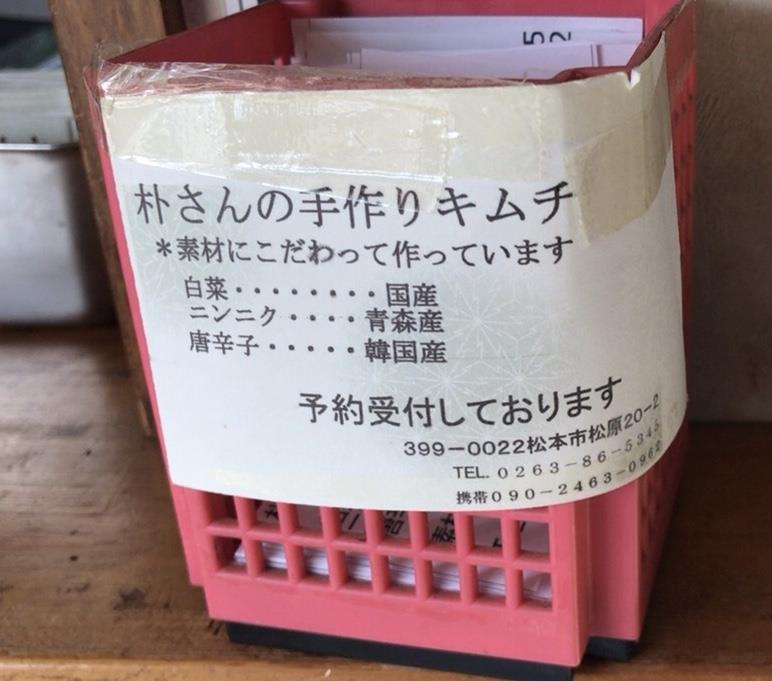 52
朴さんの手作りキムチ
＊素材にこだわって作っています
白菜・・・・・・・・国産
ニンニク・・・・青森産
唐辛子・・・・・韓国産
予約受付しております
399-0022松本市松原20-2
TEL. 0263-86-5345
携帯090-2463-0962